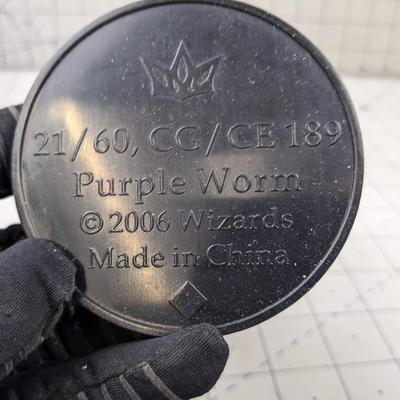 21/60, CG/CE 189
Purple Worm
© 2006 Wizards
Made in China